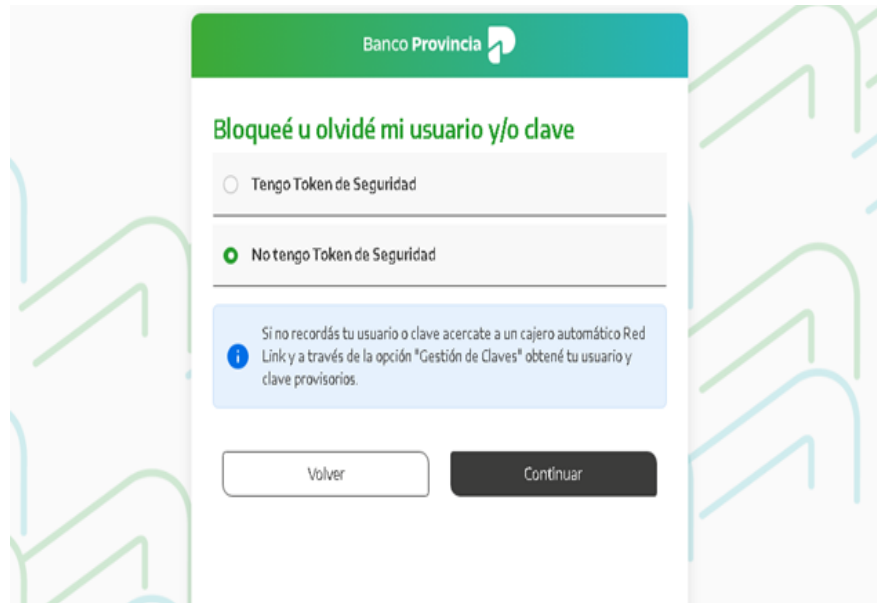 Banco Provincia
Bloqueé u olvidé mi usuario y/o clave
Tengo Token de Seguridad
No tengo Token de Seguridad
Si no recordás tu usuario o clave acercate a un cajero automático Red
Link y a través de la opción "Gestión de Claves" obtené tu usuario y
clave provisorios.
Volver
Continuar